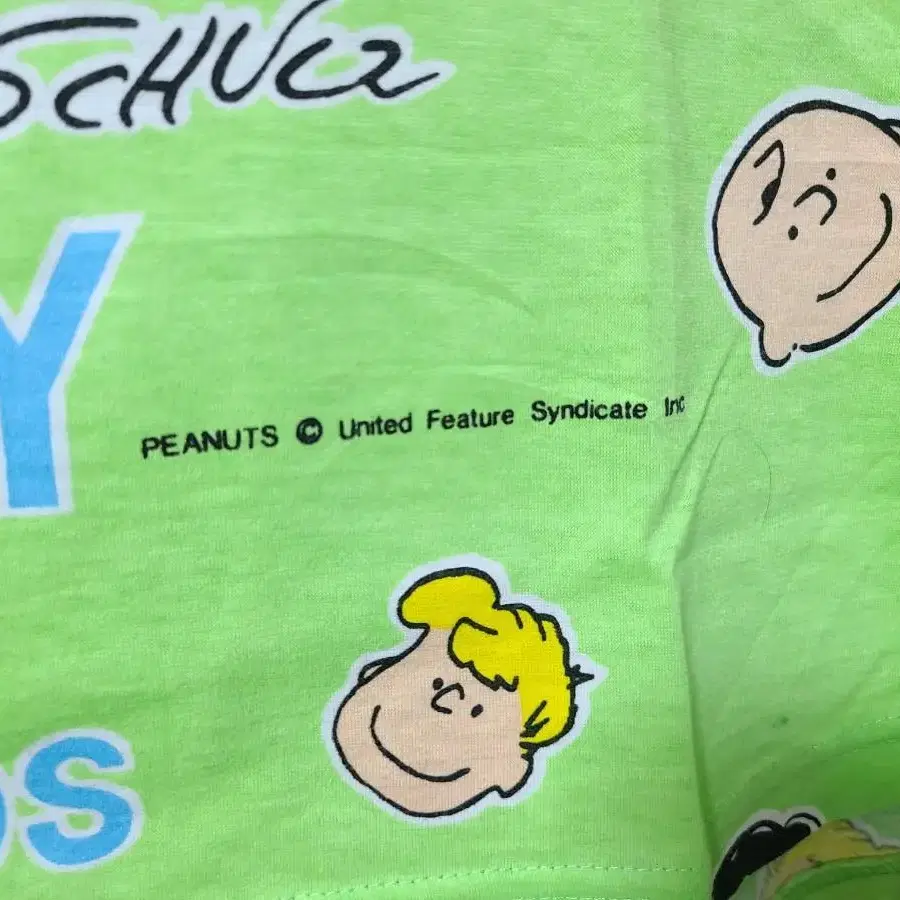 SCHULZ
Y
PEANUTS © United Feature Syndicate Inc
S